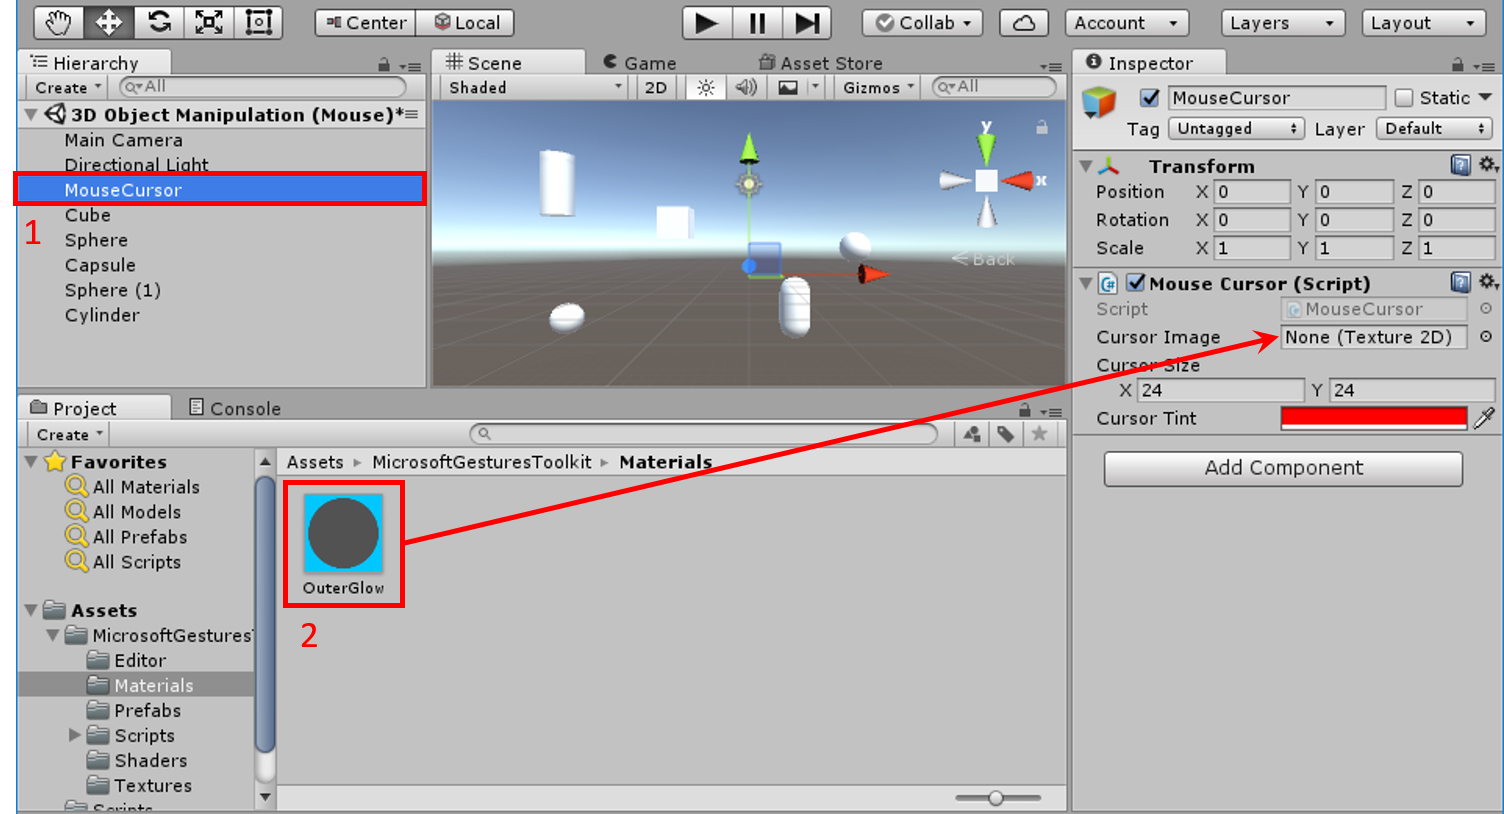 Center Local Collab Account Layers Layout
Hierarchy
Create All
3D Object Manipulation (Mouse)*
Main Camera
Directional Light
MouseCursor
Cube
Sphere
Capsule
Sphere (1)
Cylinder
1
Scene Game Asset Store
Shaded 2D Gizmos All
y
x
Back
Inspector
MouseCursor Static
Tag Untagged Layer Default
Transform
Position X 0 Y 0 Z 0
Rotation X 0 Y 0 Z 0
Scale X 1 Y 1 Z 1
Mouse Cursor (Script)
Script MouseCursor
Cursor Image None (Texture 2D)
Cursor Size
X 24 Y 24
Cursor Tint
Add Component
Project Console
Create
Favorites
All Materials
All Models
All Prefabs
All Scripts
Assets
MicrosoftGestures
Editor
Materials
Prefabs
Scripts
Shaders
Textures
Scripts
Assets MicrosoftGesturesToolkit Materials
OuterGlow
2